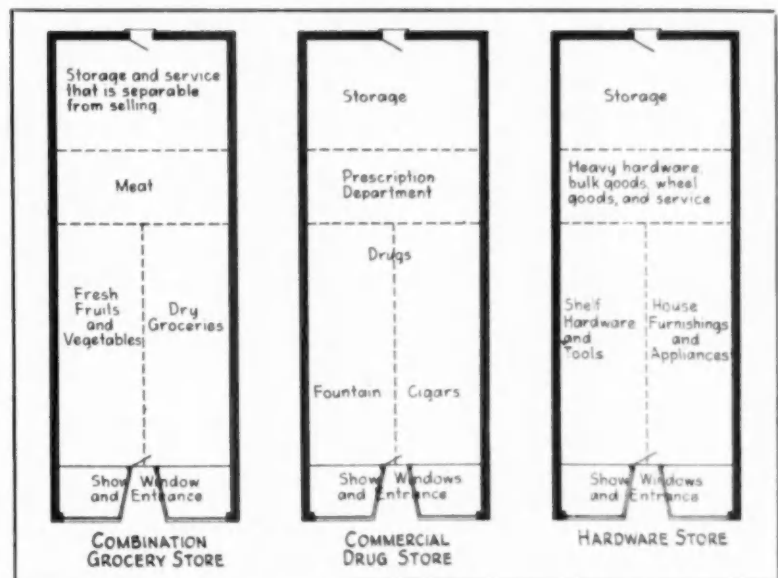 Storage and service
that is separable
from selling.
Meat
Fresh
Fruits
and
Vegetables
Dry
Groceries
Show Window
and Entrance
COMBINATION
GROCERY STORE
Storage
Prescription
Department
Drugs
Fountain
Cigars
Show Windows
and Entrance
COMMERCIAL
DRUG STORE
Storage
Heavy hardware,
bulk goods, wheel
goods, and service
Shelf
Hardware
and
Tools
House
Furnishings
and
Appliances
Show Windows
and Entrance
HARDWARE STORE